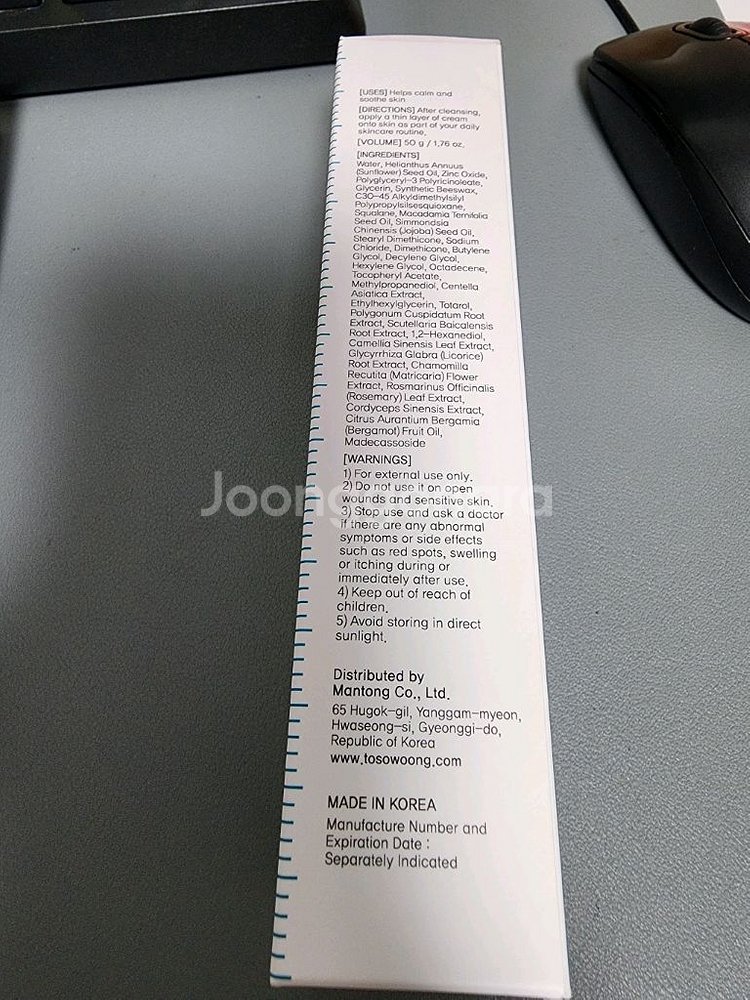 [USES] Helps calm and
soothe skin
[DIRECTIONS] After cleansing,
apply a thin layer of cream
onto skin as part of your daily
skincare routine.
[VOLUME] 50 g / 1.76 oz.
[INGREDIENTS]
Water, Helianthus Annuus
(Sunflower) Seed Oil, Zinc Oxide,
Polyglyceryl-3 Polyricinoleate,
Glycerin, Synthetic Beeswax,
C30-45 Alkyldimethylsilyl
Polypropylsilsesquioxane,
Squalane, Macadamia Ternifolia
Seed Oil, Simmondsia
Chinensis (Jojoba) Seed Oil,
Stearyl Dimethicone, Sodium
Chloride, Dimethicone, Butylene
Glycol, Decylene Glycol,
Hexylene Glycol, Octadecene,
Tocopheryl Acetate,
Methylpropanediol, Centella
Asiatica Extract,
Ethylhexylglycerin, Totarol,
Polygonum Cuspidatum Root
Extract, Scutellaria Baicalensis
Root Extract, 1,2-Hexanediol,
Camellia Sinensis Leaf Extract,
Glycyrrhiza Glabra (Licorice)
Root Extract, Chamomilla
Recutita (Matricaria) Flower
Extract, Rosmarinus Officinalis
(Rosemary) Leaf Extract,
Cordyceps Sinensis Extract,
Citrus Aurantium Bergamia
(Bergamot) Fruit Oil,
Madecassoside
[WARNINGS]
1) For external use only.
2) Do not use it on open
wounds and sensitive skin.
3) Stop use and ask a doctor
if there are any abnormal
symptoms or side effects
such as red spots, swelling
or itching during or
immediately after use.
4) Keep out of reach of
children.
5) Avoid storing in direct
sunlight.
Distributed by
Mantong Co., Ltd.
65 Hugok-gil, Yanggam-myeon,
Hwaseong-si, Gyeonggi-do,
Republic of Korea
www.tosowoong.com
MADE IN KOREA
Manufacture Number and
Expiration Date :
Separately Indicated